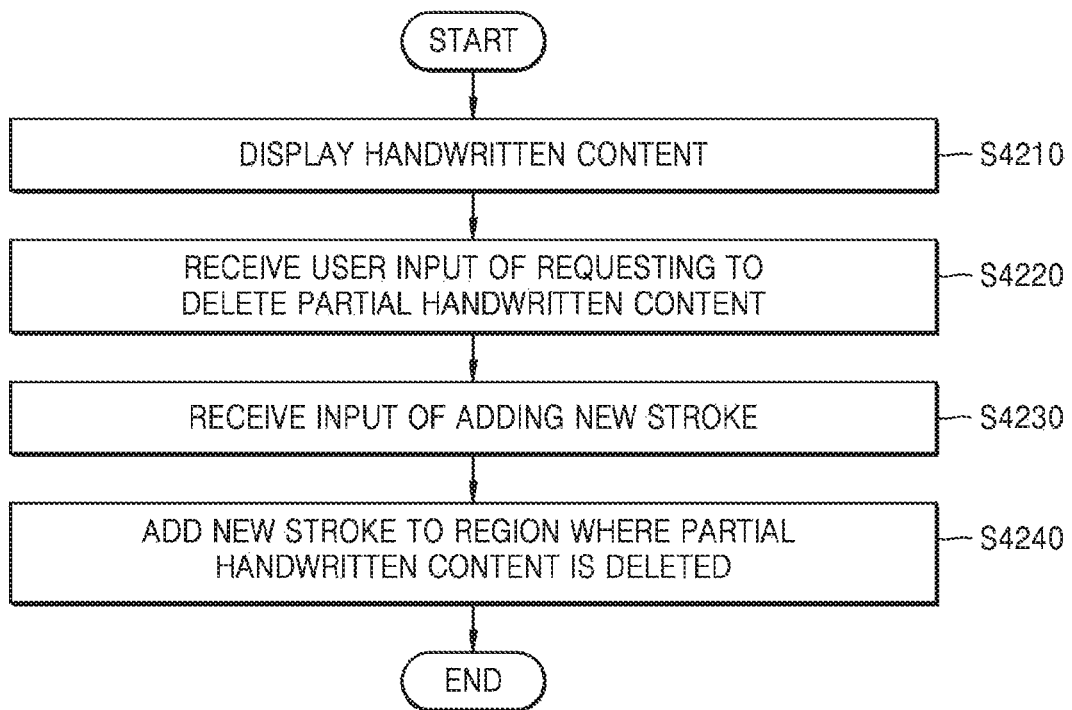 START
DISPLAY HANDWRITTEN CONTENT
S4210
RECEIVE USER INPUT OF REQUESTING TO
DELETE PARTIAL HANDWRITTEN CONTENT
S4220
RECEIVE INPUT OF ADDING NEW STROKE
S4230
ADD NEW STROKE TO REGION WHERE PARTIAL
HANDWRITTEN CONTENT IS DELETED
S4240
END